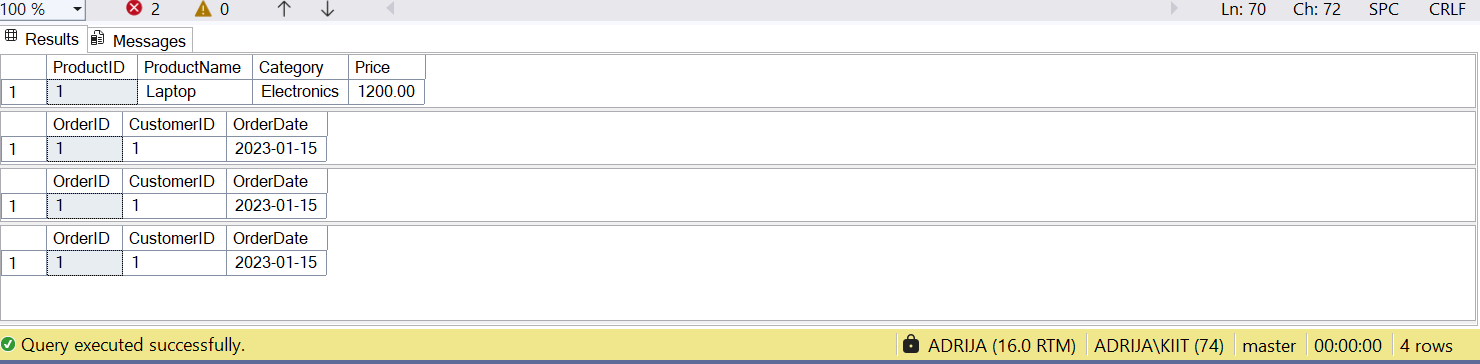 100 % 2 0 Ln: 70 Ch: 72 SPC CRLF
Results Messages
ProductID ProductName Category Price
1 1 Laptop Electronics 1200.00
OrderID CustomerID OrderDate
1 1 1 2023-01-15
OrderID CustomerID OrderDate
1 1 1 2023-01-15
OrderID CustomerID OrderDate
1 1 1 2023-01-15
Query executed successfully. ADRIJA (16.0 RTM) ADRIJA\KIIT (74) master 00:00:00 4 rows